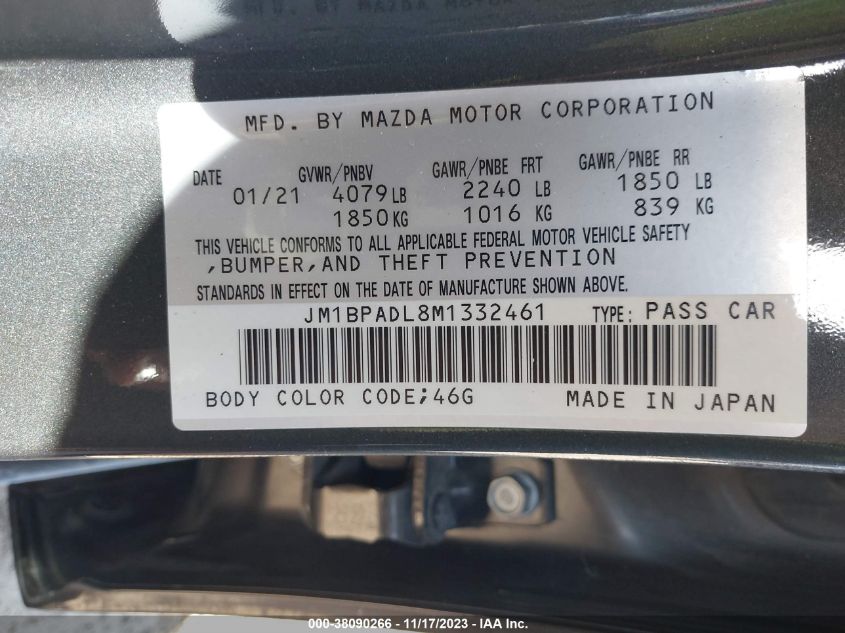 MFD. BY MAZDA MOTOR CORPORATION
DATE GVWR/PNBV GAWR/PNBE FRT GAWR/PNBE RR
01/21 4079 LB 2240 LB 1850 LB
1850 KG 1016 KG 839 KG
THIS VEHICLE CONFORMS TO ALL APPLICABLE FEDERAL MOTOR VEHICLE SAFETY
,BUMPER,AND THEFT PREVENTION
STANDARDS IN EFFECT ON THE DATE OF MANUFACTURE SHOWN ABOVE.
JM1BPADL8M1332461 TYPE: PASS CAR
BODY COLOR CODE;46G MADE IN JAPAN
000-38090266 - 11/17/2023 - IAA Inc.